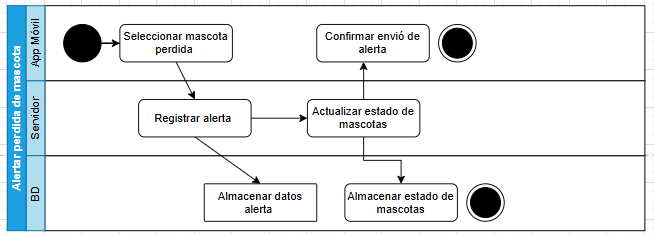 Alertar perdida de mascota
App Móvil
Seleccionar mascota
perdida
Confirmar envió de
alerta
Servidor
Registrar alerta
Actualizar estado de
mascotas
BD
Almacenar datos
alerta
Almacenar estado de
mascotas